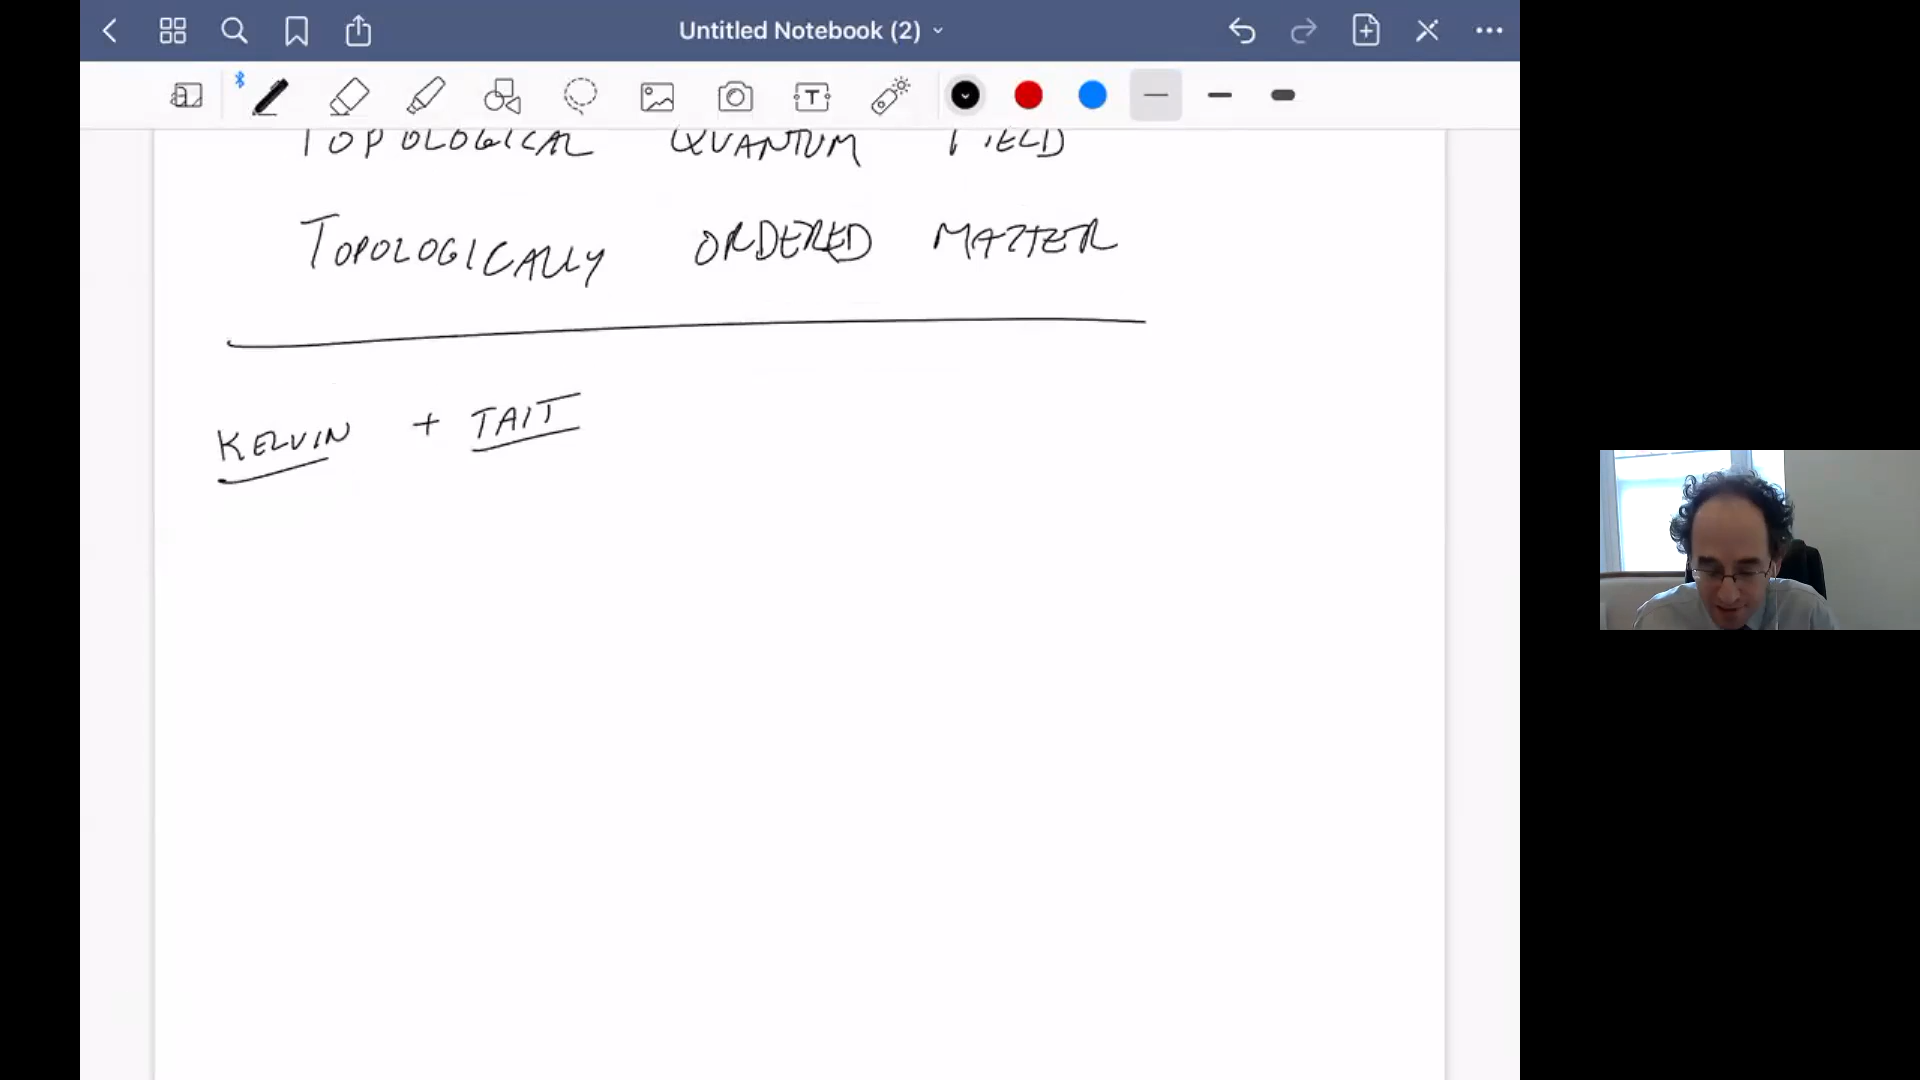 Untitled Notebook (2)
TOPOLOGICAL QUANTUM FIELD
TOPOLOGICALLY ORDERED MATTER
KELVIN + TAIT